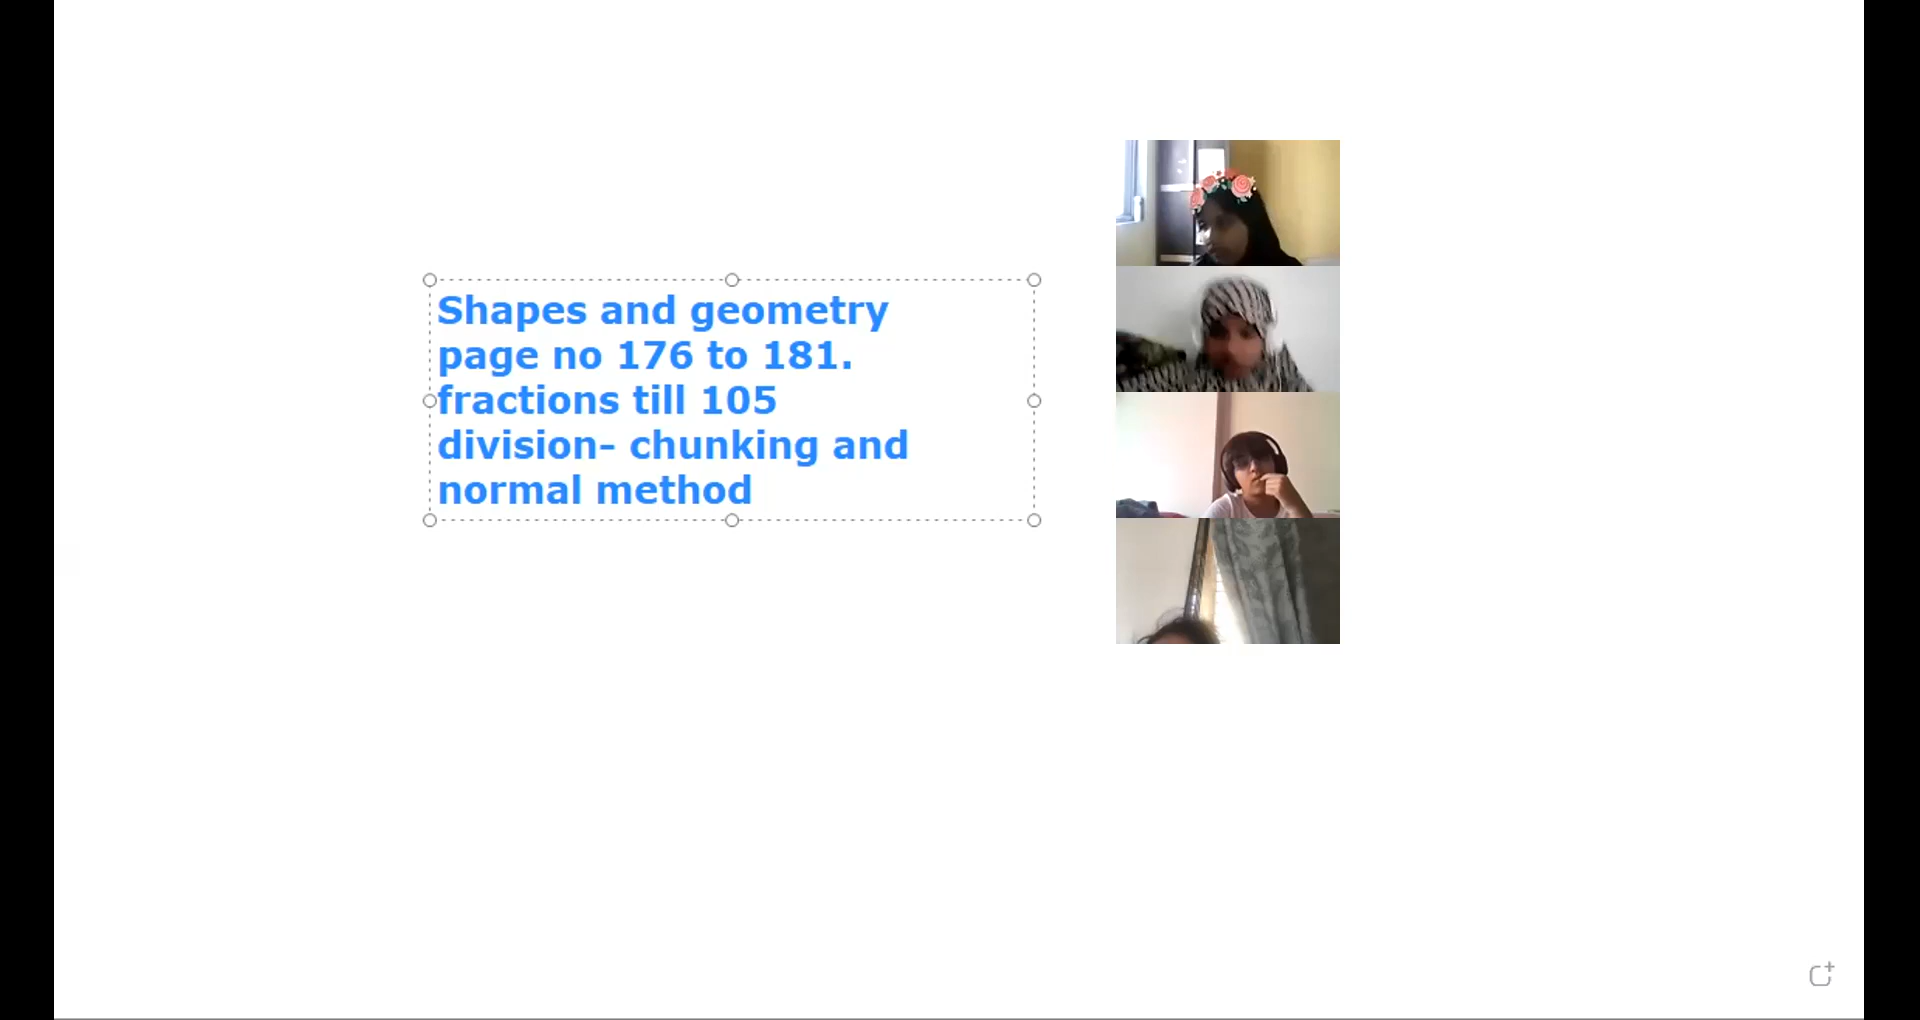 Shapes and geometry
page no 176 to 181.
fractions till 105
division- chunking and
normal method